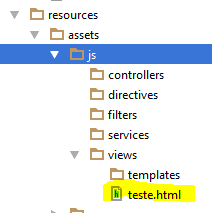 resources
assets
js
controllers
directives
filters
services
views
templates
teste.html